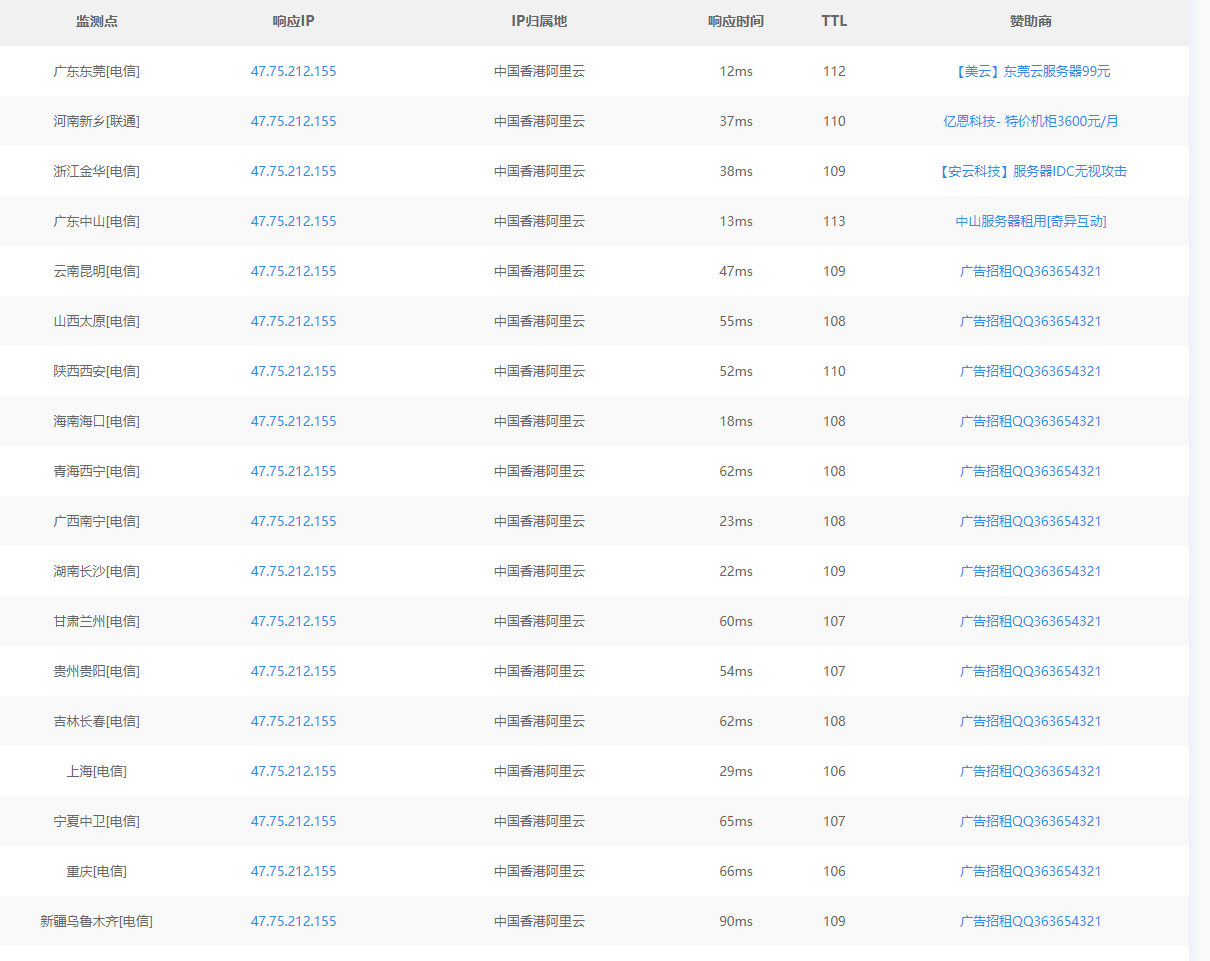 监测点 响应IP IP归属地 响应时间 TTL 赞助商
广东东莞[电信] 47.75.212.155 中国香港阿里云 12ms 112 【美云】东莞云服务器99元
河南新乡[联通] 47.75.212.155 中国香港阿里云 37ms 110 亿恩科技- 特价机柜3600元/月
浙江金华[电信] 47.75.212.155 中国香港阿里云 38ms 109 【安云科技】服务器IDC无视攻击
广东中山[电信] 47.75.212.155 中国香港阿里云 13ms 113 中山服务器租用[奇异互动]
云南昆明[电信] 47.75.212.155 中国香港阿里云 47ms 109 广告招租QQ363654321
山西太原[电信] 47.75.212.155 中国香港阿里云 55ms 108 广告招租QQ363654321
陕西西安[电信] 47.75.212.155 中国香港阿里云 52ms 110 广告招租QQ363654321
海南海口[电信] 47.75.212.155 中国香港阿里云 18ms 108 广告招租QQ363654321
青海西宁[电信] 47.75.212.155 中国香港阿里云 62ms 108 广告招租QQ363654321
广西南宁[电信] 47.75.212.155 中国香港阿里云 23ms 108 广告招租QQ363654321
湖南长沙[电信] 47.75.212.155 中国香港阿里云 22ms 109 广告招租QQ363654321
甘肃兰州[电信] 47.75.212.155 中国香港阿里云 60ms 107 广告招租QQ363654321
贵州贵阳[电信] 47.75.212.155 中国香港阿里云 54ms 107 广告招租QQ363654321
吉林长春[电信] 47.75.212.155 中国香港阿里云 62ms 108 广告招租QQ363654321
上海[电信] 47.75.212.155 中国香港阿里云 29ms 106 广告招租QQ363654321
宁夏中卫[电信] 47.75.212.155 中国香港阿里云 65ms 107 广告招租QQ363654321
重庆[电信] 47.75.212.155 中国香港阿里云 66ms 106 广告招租QQ363654321
新疆乌鲁木齐[电信] 47.75.212.155 中国香港阿里云 90ms 109 广告招租QQ363654321